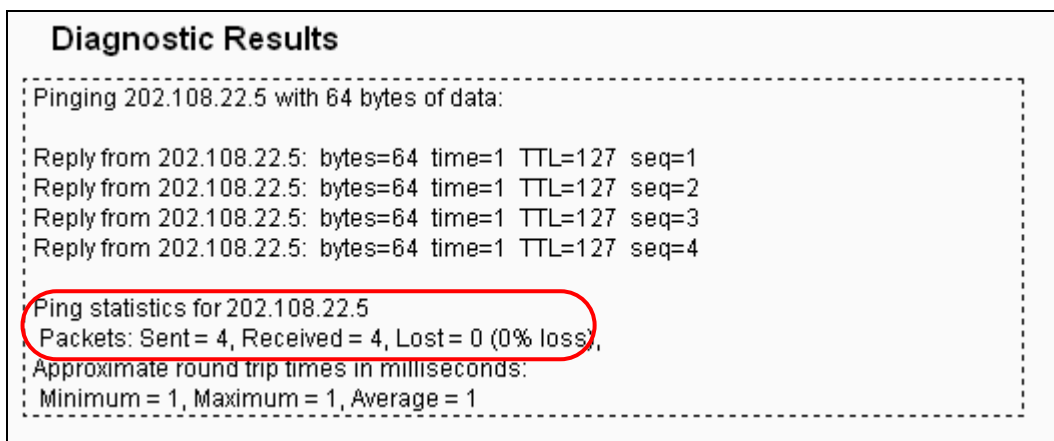 Diagnostic Results
Pinging 202.108.22.5 with 64 bytes of data:
Reply from 202.108.22.5: bytes=64 time=1 TTL=127 seq=1
Reply from 202.108.22.5: bytes=64 time=1 TTL=127 seq=2
Reply from 202.108.22.5: bytes=64 time=1 TTL=127 seq=3
Reply from 202.108.22.5: bytes=64 time=1 TTL=127 seq=4
Ping statistics for 202.108.22.5
Packets: Sent = 4, Received = 4, Lost = 0 (0% loss),
Approximate round trip times in milliseconds:
Minimum = 1, Maximum = 1, Average = 1